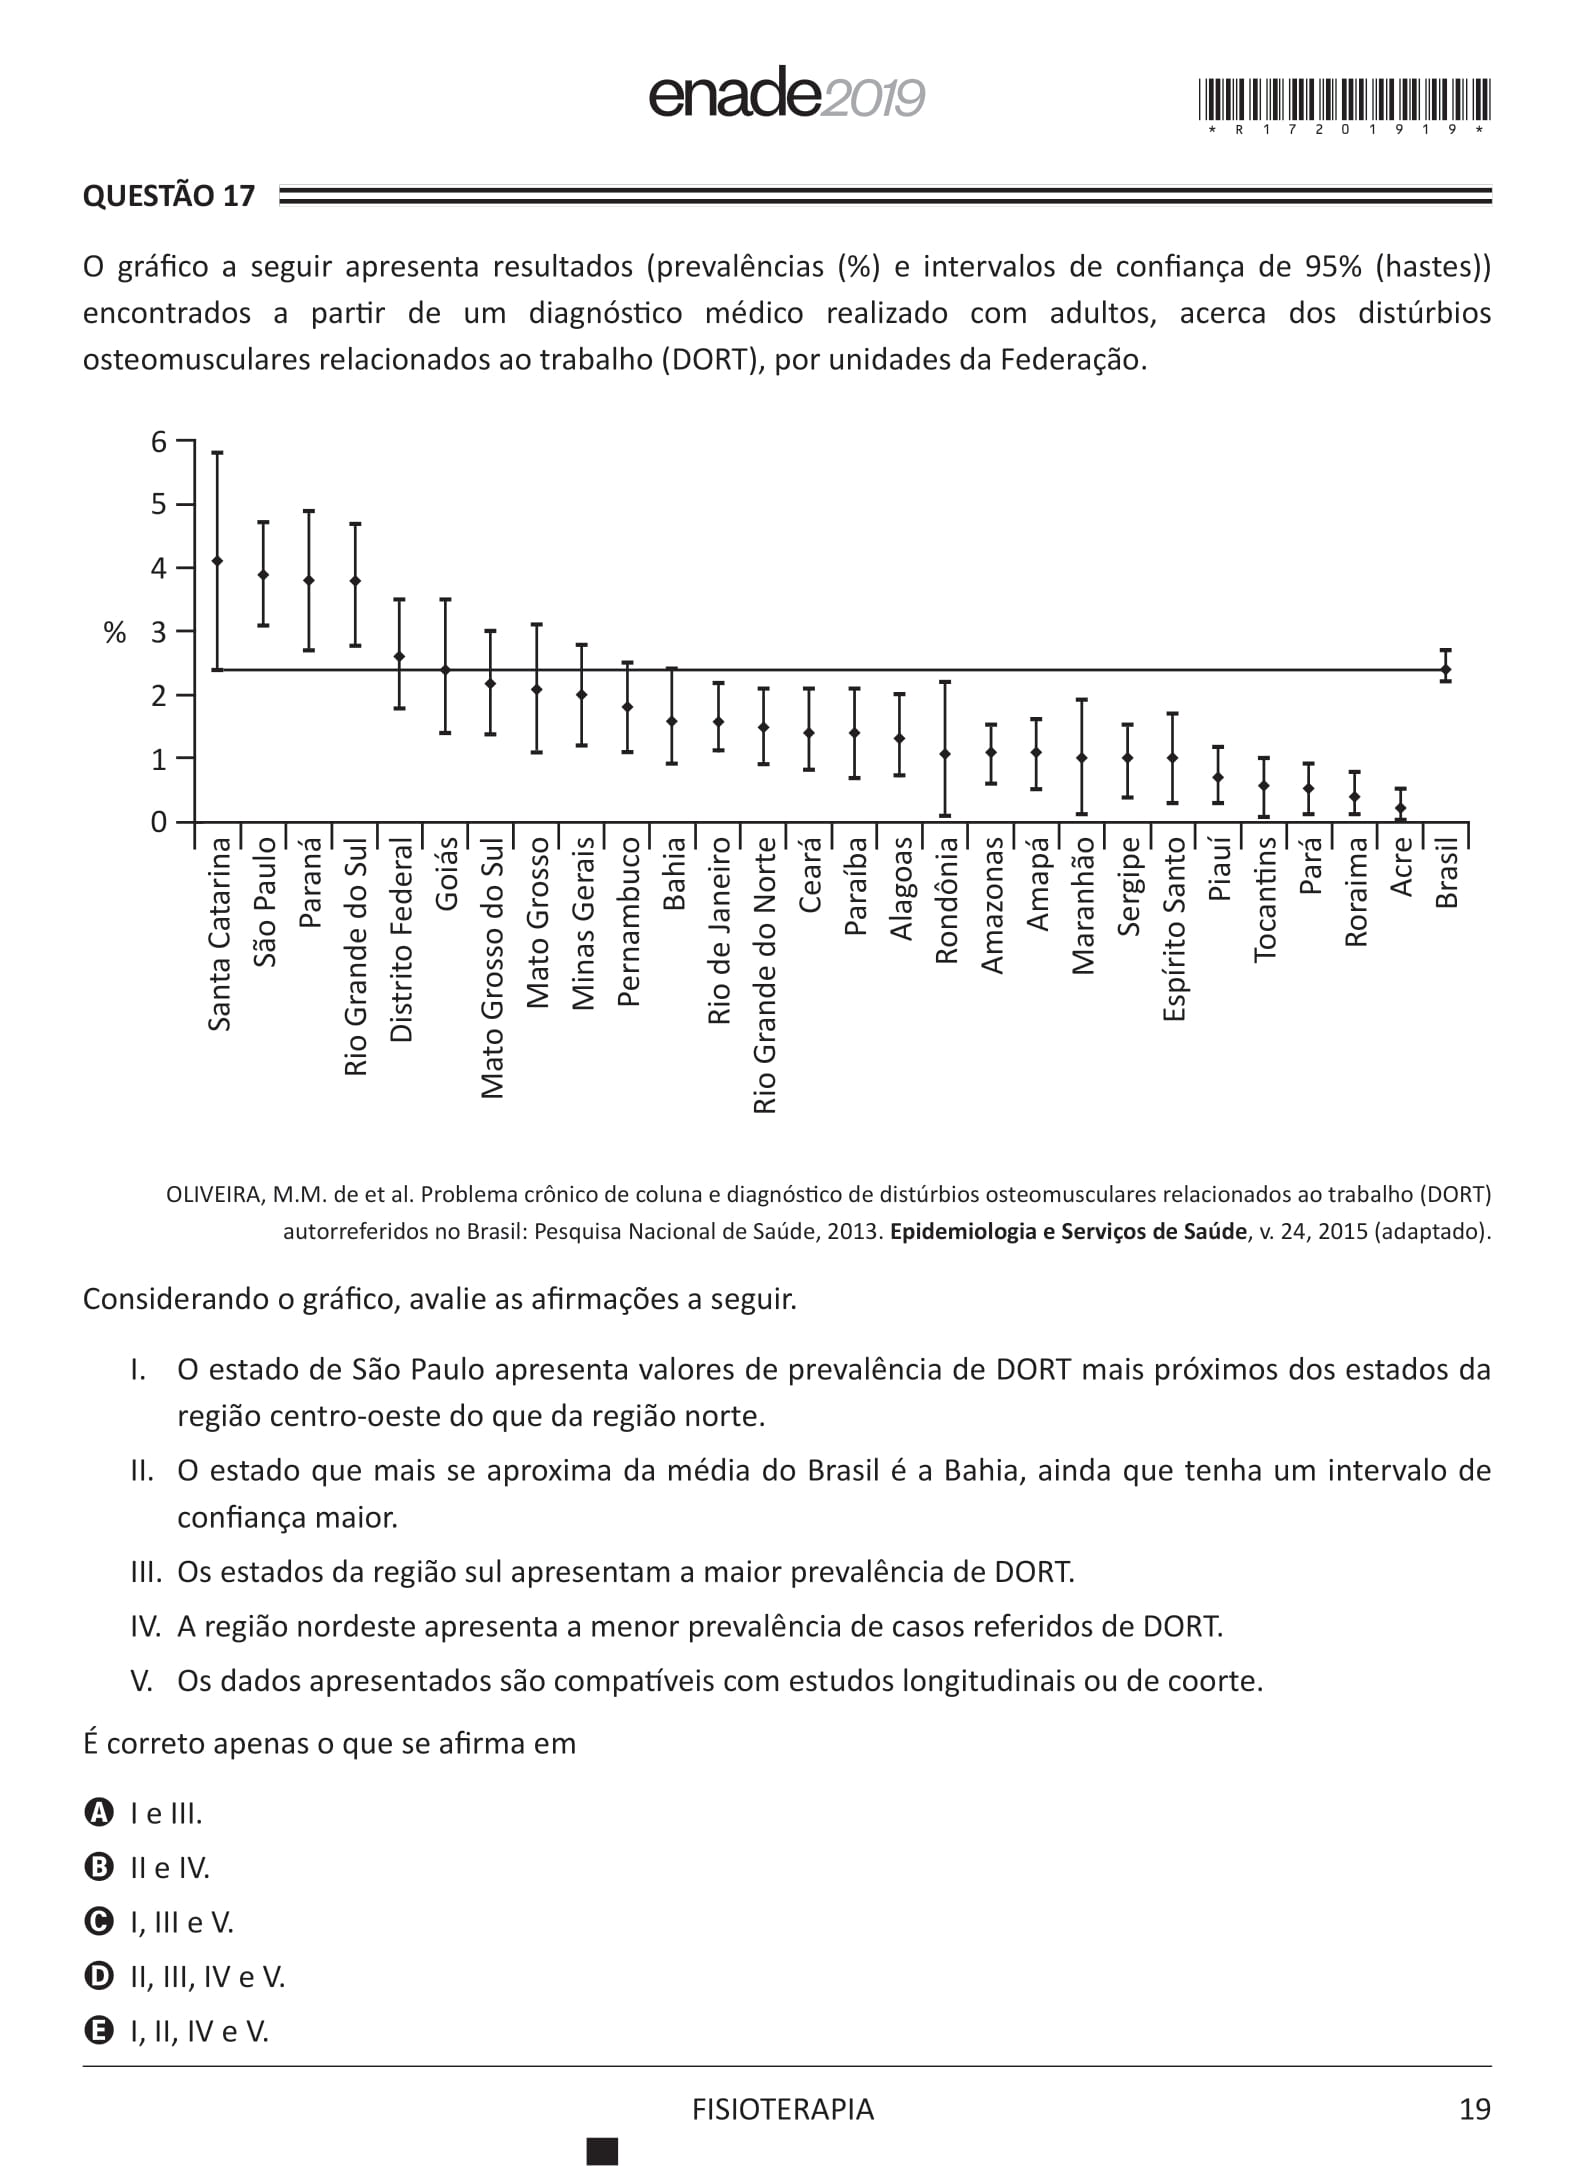 enade2019
* R 1 7 2 0 1 9 1 9 *
QUESTÃO 17
O gráfico a seguir apresenta resultados (prevalências (%) e intervalos de confiança de 95% (hastes))
encontrados a partir de um diagnóstico médico realizado com adultos, acerca dos distúrbios
osteomusculares relacionados ao trabalho (DORT), por unidades da Federação.
6
5
4
% 3
2
1
0
Santa Catarina
São Paulo
Paraná
Rio Grande do Sul
Distrito Federal
Goiás
Mato Grosso do Sul
Mato Grosso
Minas Gerais
Pernambuco
Bahia
Rio de Janeiro
Rio Grande do Norte
Ceará
Paraíba
Alagoas
Rondônia
Amazonas
Amapá
Maranhão
Sergipe
Espírito Santo
Piauí
Tocantins
Pará
Roraima
Acre
Brasil
OLIVEIRA, M.M. de et al. Problema crônico de coluna e diagnóstico de distúrbios osteomusculares relacionados ao trabalho (DORT)
autorreferidos no Brasil: Pesquisa Nacional de Saúde, 2013. Epidemiologia e Serviços de Saúde, v. 24, 2015 (adaptado).
Considerando o gráfico, avalie as afirmações a seguir.
I. O estado de São Paulo apresenta valores de prevalência de DORT mais próximos dos estados da
região centro-oeste do que da região norte.
II. O estado que mais se aproxima da média do Brasil é a Bahia, ainda que tenha um intervalo de
confiança maior.
III. Os estados da região sul apresentam a maior prevalência de DORT.
IV. A região nordeste apresenta a menor prevalência de casos referidos de DORT.
V. Os dados apresentados são compatíveis com estudos longitudinais ou de coorte.
É correto apenas o que se afirma em
A I e III.
B II e IV.
C I, III e V.
D II, III, IV e V.
E I, II, IV e V.
FISIOTERAPIA
19